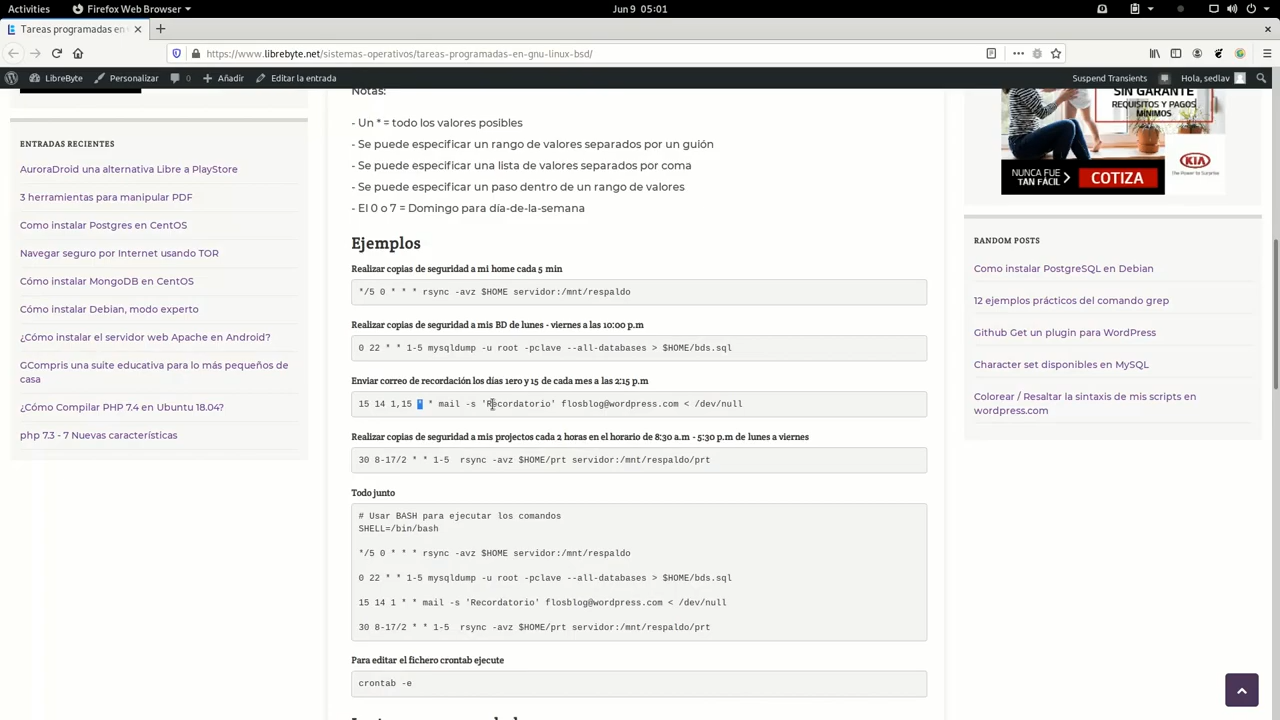 Activities
Firefox Web Browser
Jun 9 05:01
Tareas programadas en
https://www.librebyte.net/sistemas-operativos/tareas-programadas-en-gnu-linux-bsd/
LibreByte
Personalizar
0
Añadir
Editar la entrada
Suspend Transients
Hola, sedlav
ENTRADAS RECIENTES
AuroraDroid una alternativa Libre a PlayStore
3 herramientas para manipular PDF
Como instalar Postgres en CentOS
Navegar seguro por Internet usando TOR
Cómo instalar MongoDB en CentOS
Cómo instalar Debian, modo experto
¿Cómo instalar el servidor web Apache en Android?
GCompris una suite educativa para lo más pequeños de
casa
¿Cómo Compilar PHP 7.4 en Ubuntu 18.04?
php 7.3 - 7 Nuevas características
Notas:
- Un * = todo los valores posibles
- Se puede especificar un rango de valores separados por un guión
- Se puede especificar una lista de valores separados por coma
- Se puede especificar un paso dentro de un rango de valores
- El 0 o 7 = Domingo para día-de-la-semana
Ejemplos
Realizar copias de seguridad a mi home cada 5 min
*/5 0 * * * rsync -avz $HOME servidor:/mnt/respaldo
Realizar copias de seguridad a mis BD de lunes - viernes a las 10:00 p.m
0 22 * * 1-5 mysqldump -u root -pclave --all-databases > $HOME/bds.sql
Enviar correo de recordación los días 1ero y 15 de cada mes a las 2:15 p.m
15 14 1,15 * * mail -s 'Recordatorio' flosblog@wordpress.com < /dev/null
Realizar copias de seguridad a mis projectos cada 2 horas en el horario de 8:30 a.m - 5:30 p.m de lunes a viernes
30 8-17/2 * * 1-5  rsync -avz $HOME/prt servidor:/mnt/respaldo/prt
Todo junto
# Usar BASH para ejecutar los comandos
SHELL=/bin/bash
*/5 0 * * * rsync -avz $HOME servidor:/mnt/respaldo
0 22 * * 1-5 mysqldump -u root -pclave --all-databases > $HOME/bds.sql
15 14 1 * * mail -s 'Recordatorio' flosblog@wordpress.com < /dev/null
30 8-17/2 * * 1-5  rsync -avz $HOME/prt servidor:/mnt/respaldo/prt
Para editar el fichero crontab ejecute
crontab -e
SIN GARANTE
REQUISITOS Y PAGOS
MÍNIMOS
KIA
The Power to Surprise
NUNCA FUE
TAN FÁCIL
COTIZA
RANDOM POSTS
Como instalar PostgreSQL en Debian
12 ejemplos prácticos del comando grep
Github Get un plugin para WordPress
Character set disponibles en MySQL
Colorear / Resaltar la sintaxis de mis scripts en
wordpress.com